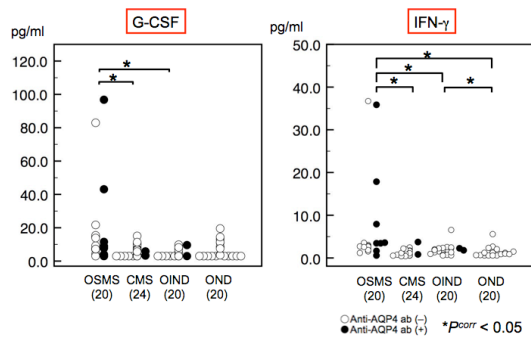 G-CSF
pg/ml
120.0
100.0
80.0
60.0
40.0
20.0
0.0
*
*
OSMS CMS OIND OND
(20) (24) (20) (20)
IFN-γ
pg/ml
50.0
40.0
30.0
20.0
10.0
0.0
*
*
* *
OSMS CMS OIND OND
(20) (24) (20) (20)
○ Anti-AQP4 ab (–)
● Anti-AQP4 ab (+)
*Pcorr < 0.05